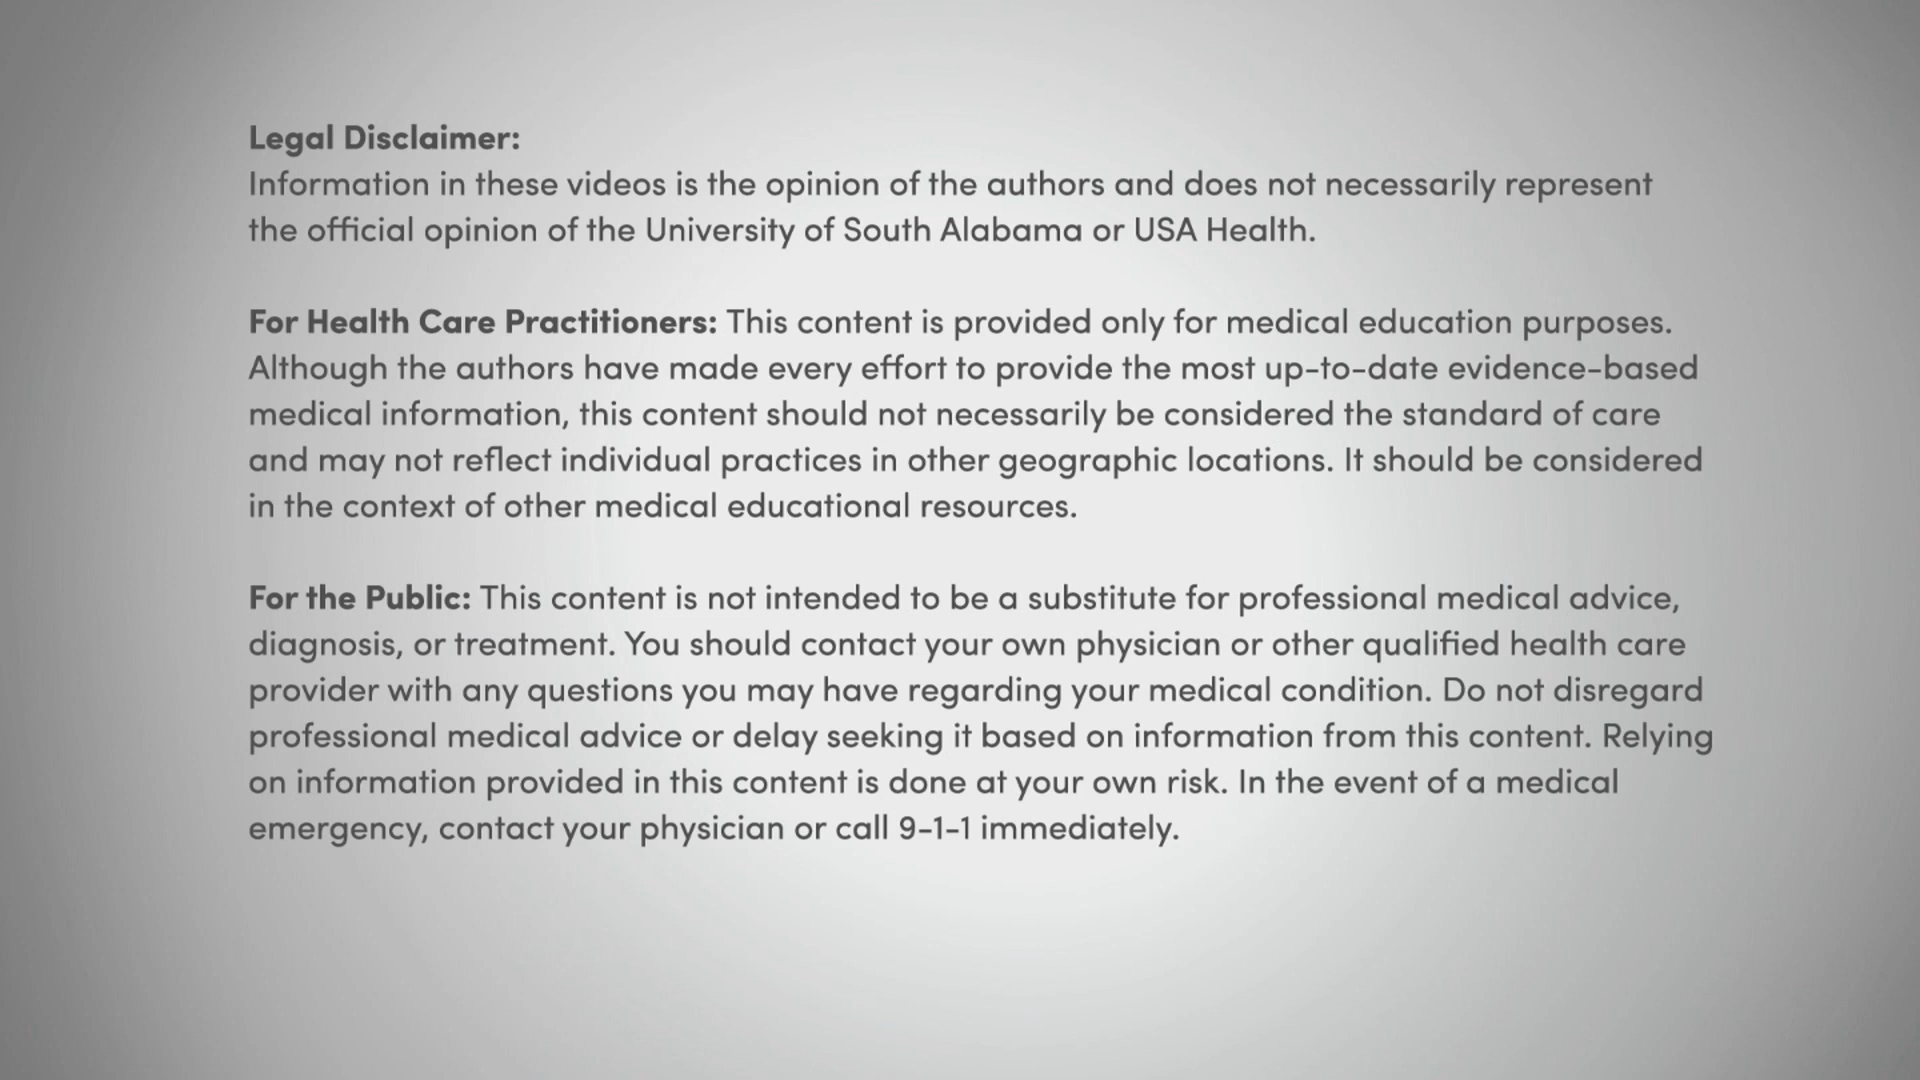 Legal Disclaimer:
Information in these videos is the opinion of the authors and does not necessarily represent
the official opinion of the University of South Alabama or USA Health.
For Health Care Practitioners: This content is provided only for medical education purposes.
Although the authors have made every effort to provide the most up-to-date evidence-based
medical information, this content should not necessarily be considered the standard of care
and may not reflect individual practices in other geographic locations. It should be considered
in the context of other medical educational resources.
For the Public: This content is not intended to be a substitute for professional medical advice,
diagnosis, or treatment. You should contact your own physician or other qualified health care
provider with any questions you may have regarding your medical condition. Do not disregard
professional medical advice or delay seeking it based on information from this content. Relying
on information provided in this content is done at your own risk. In the event of a medical
emergency, contact your physician or call 9-1-1 immediately.